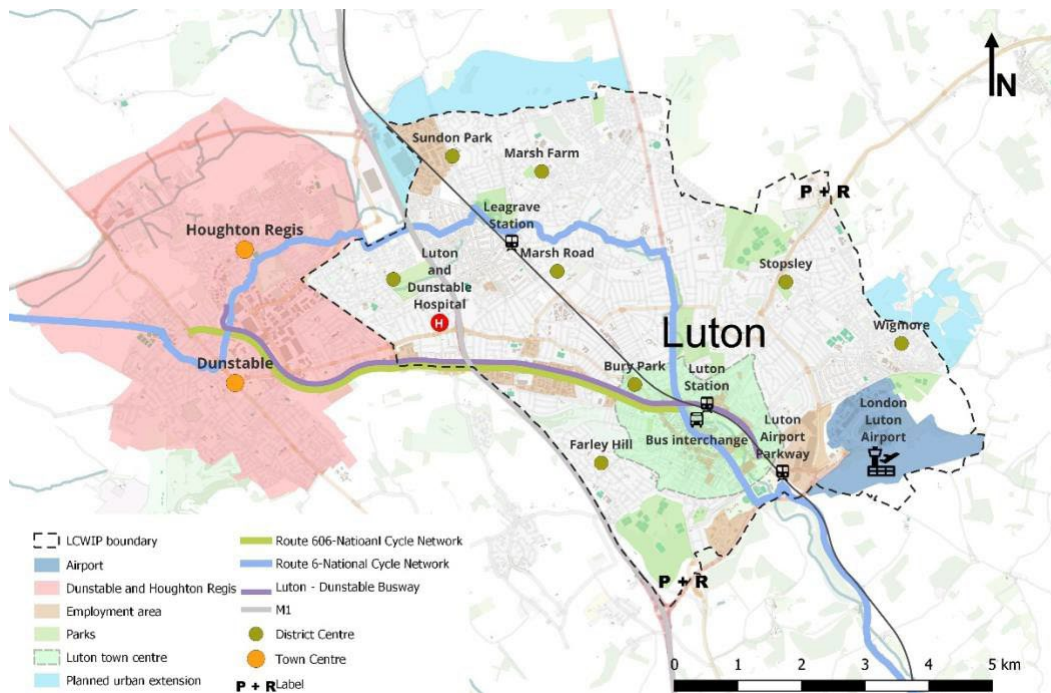 N
Sundon Park
Marsh Farm
P + R
Leagrave
Station
Houghton Regis
Luton
and
Dunstable
Hospital
H
Marsh Road
Stopsley
Luton
Wigmore
Dunstable
Bury Park
Luton
Station
London
Luton
Airport
Luton
Airport
Parkway
Bus interchange
Farley Hill
P + R
LCWIP boundary
Airport
Dunstable and Houghton Regis
Employment area
Parks
Luton town centre
Planned urban extension
Route 606-Natioanl Cycle Network
Route 6-National Cycle Network
Luton - Dunstable Busway
M1
District Centre
Town Centre
P + R Label
0 1 2 3 4 5 km